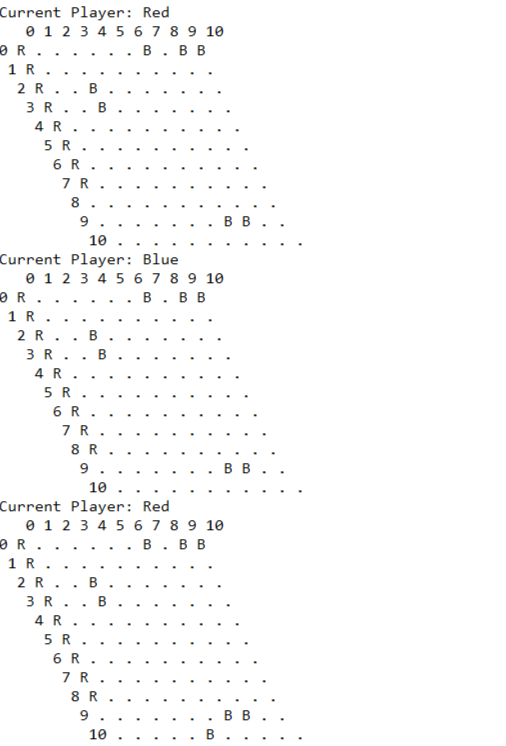 Current Player: Red
   0 1 2 3 4 5 6 7 8 9 10
0 R . . . . . . B . B B
 1 R . . . . . . . . . .
  2 R . . B . . . . . . .
   3 R . . B . . . . . . .
    4 R . . . . . . . . . .
     5 R . . . . . . . . . .
      6 R . . . . . . . . . .
       7 R . . . . . . . . . .
        8 . . . . . . . . . . .
         9 . . . . . . . B B . .
          10 . . . . . . . . . . .
Current Player: Blue
   0 1 2 3 4 5 6 7 8 9 10
0 R . . . . . . B . B B
 1 R . . . . . . . . . .
  2 R . . B . . . . . . .
   3 R . . B . . . . . . .
    4 R . . . . . . . . . .
     5 R . . . . . . . . . .
      6 R . . . . . . . . . .
       7 R . . . . . . . . . .
        8 R . . . . . . . . . .
         9 . . . . . . . B B . .
          10 . . . . . . . . . . .
Current Player: Red
   0 1 2 3 4 5 6 7 8 9 10
0 R . . . . . . B . B B
 1 R . . . . . . . . . .
  2 R . . B . . . . . . .
   3 R . . B . . . . . . .
    4 R . . . . . . . . . .
     5 R . . . . . . . . . .
      6 R . . . . . . . . . .
       7 R . . . . . . . . . .
        8 R . . . . . . . . . .
         9 . . . . . . . B B . .
          10 . . . . . B . . . . .